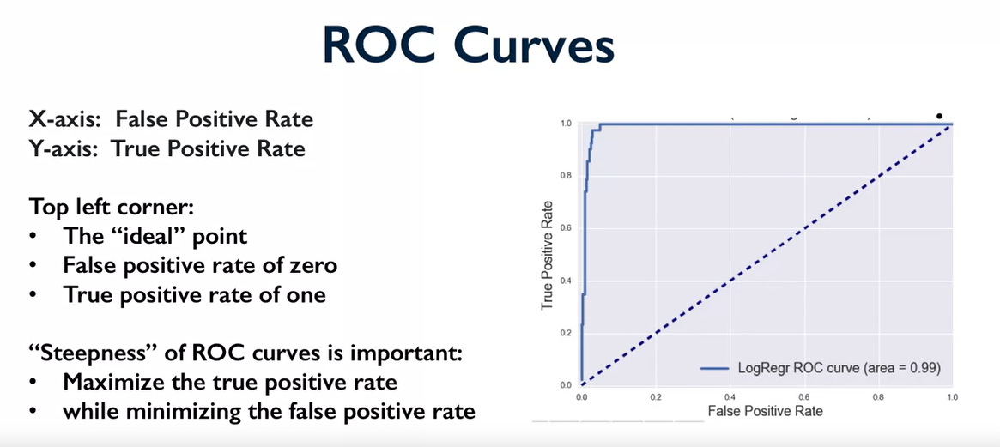 ROC Curves
X-axis: False Positive Rate
Y-axis: True Positive Rate
Top left corner:
• The “ideal” point
• False positive rate of zero
• True positive rate of one
“Steepness” of ROC curves is important:
• Maximize the true positive rate
• while minimizing the false positive rate
1.0
0.8
0.6
0.4
0.2
0.0
True Positive Rate
LogRegr ROC curve (area = 0.99)
0.0 0.2 0.4 0.6 0.8 1.0
False Positive Rate